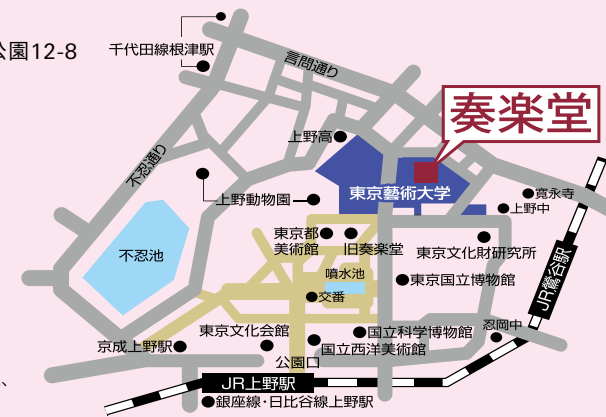 公園12-8
千代田線根津駅
言問り通り
奏楽堂
上野高
不忍通り
東京藝術大学
寛永寺
上野中
上野動物園
東京都
美術館
旧奏楽堂
東京文化財研究所
不忍池
噴水池
東京国立博物館
JR鶯谷駅
交番
東京文化会館
国立科学博物館
忍岡中
京成上野駅
国立西洋美術館
公園口
JR上野駅
、
銀座線・日比谷線上野駅